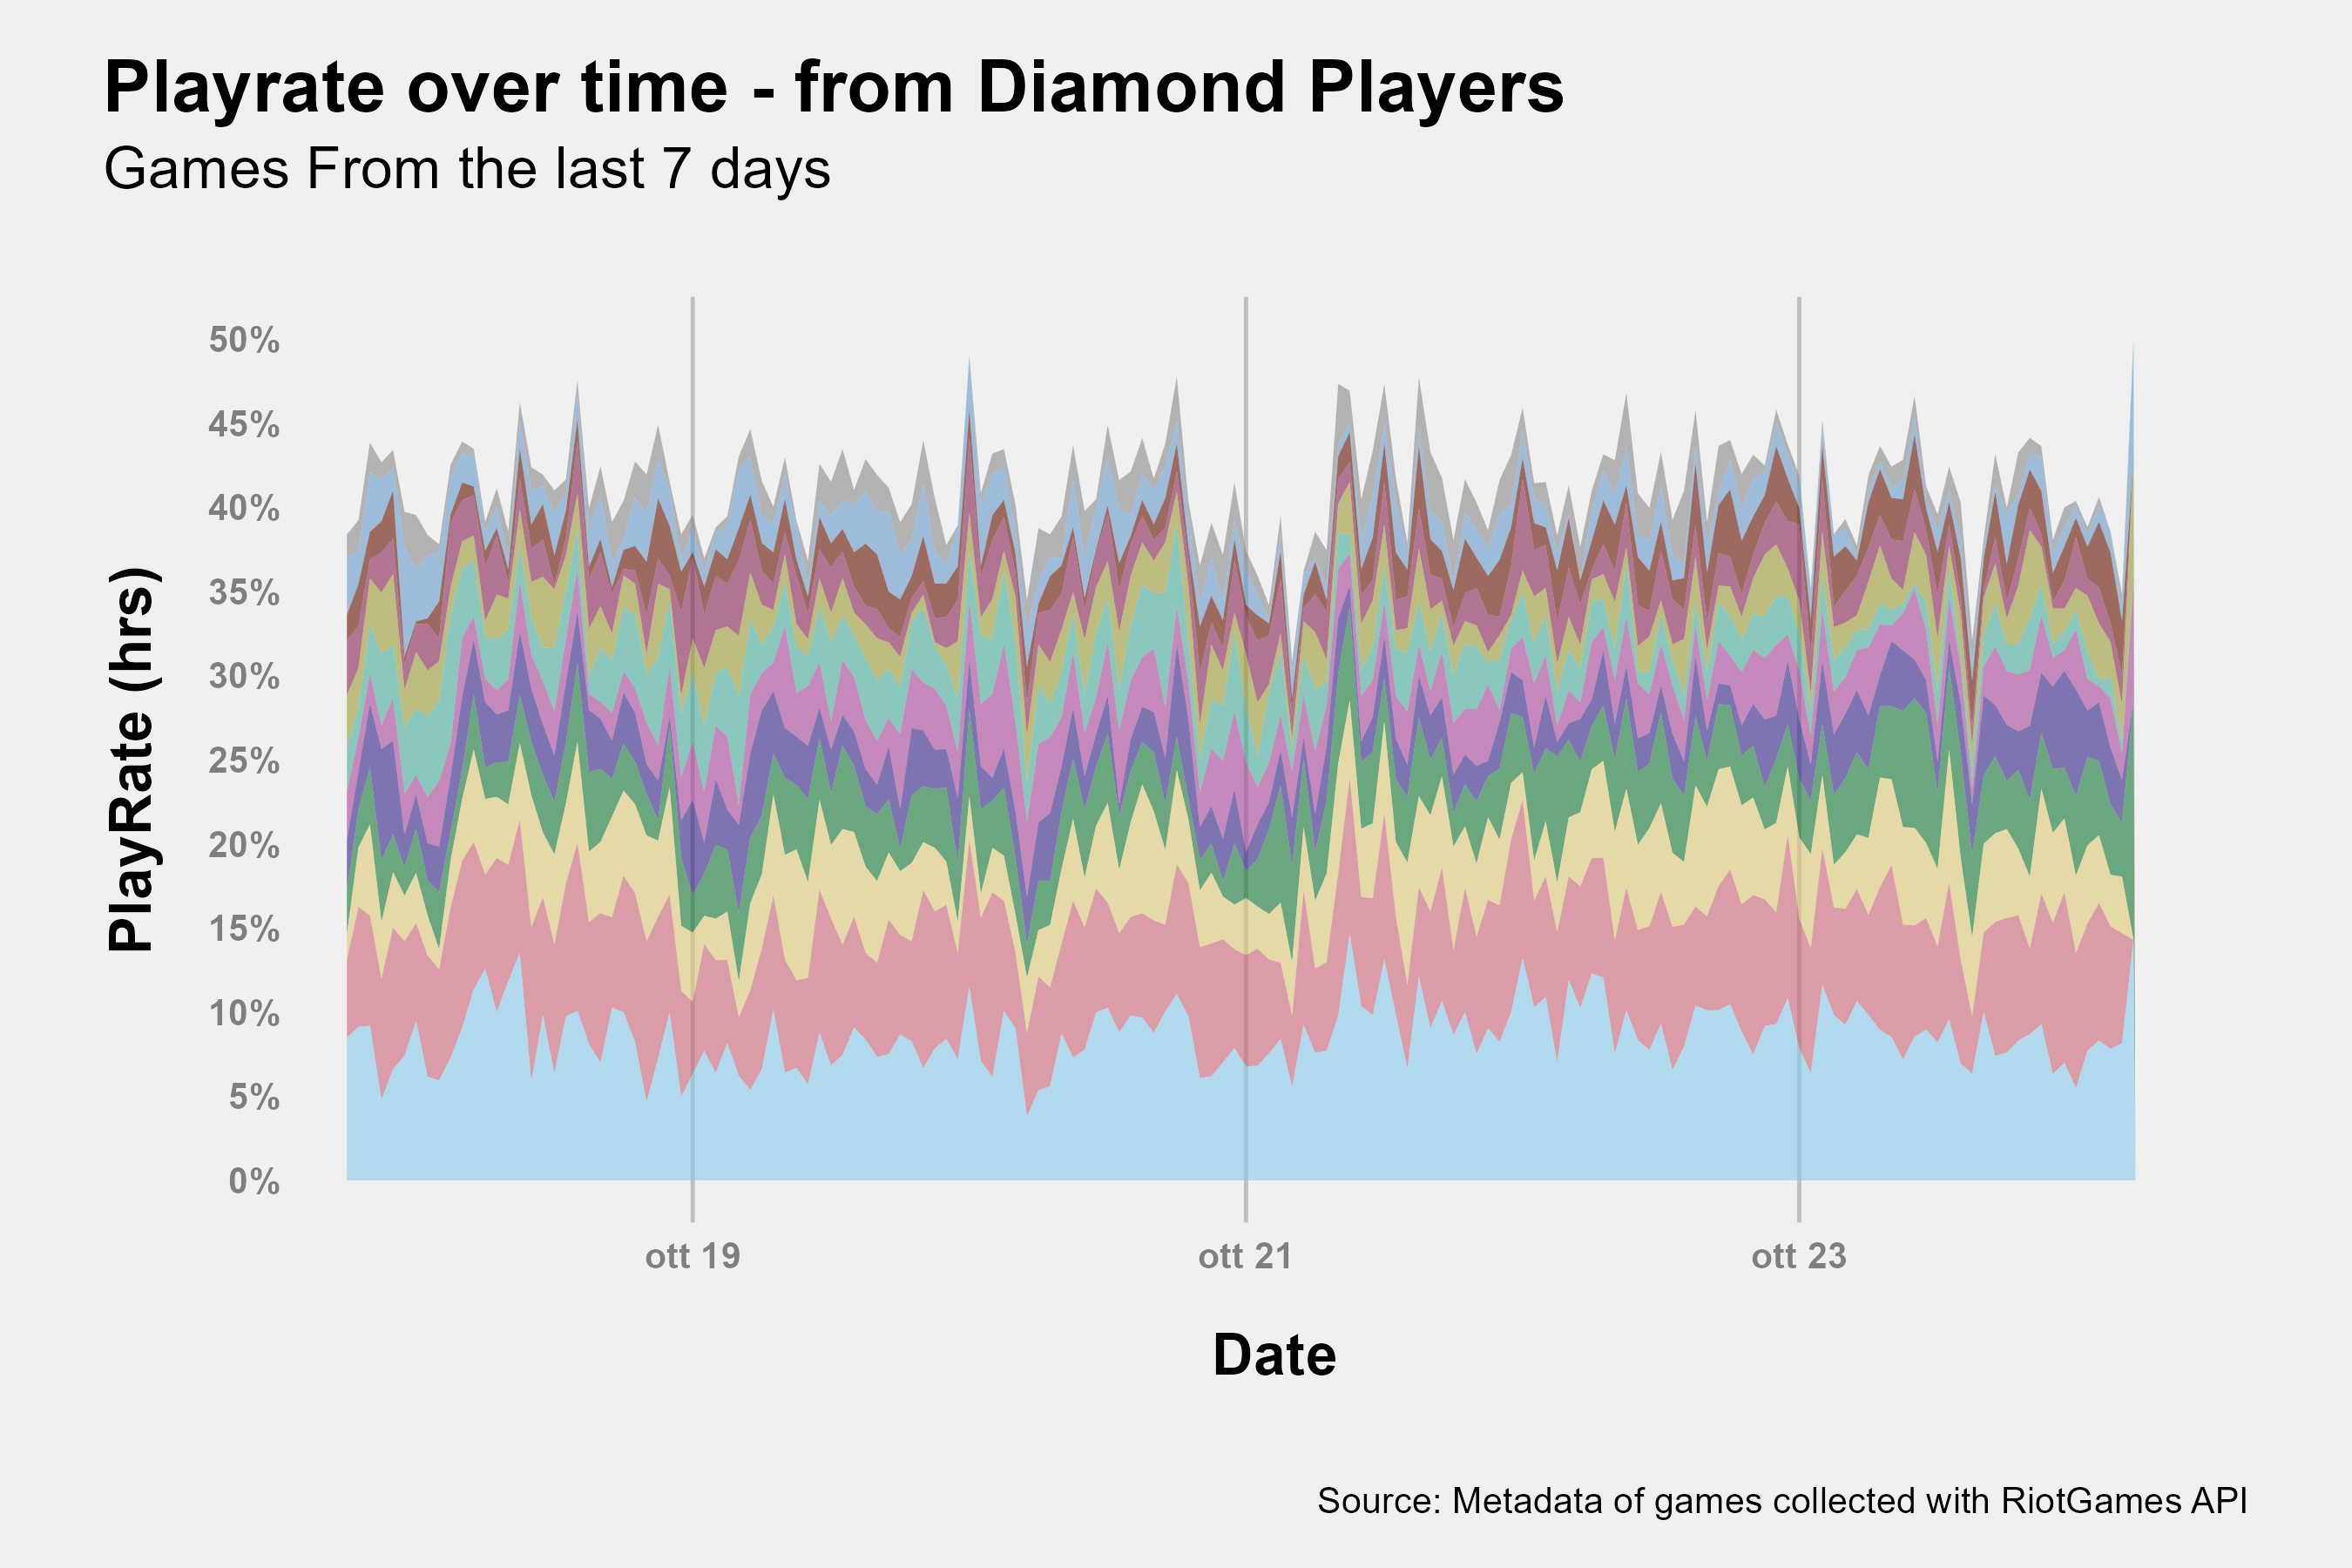 Playrate over time - from Diamond Players
Games From the last 7 days
PlayRate (hrs)
50%
45%
40%
35%
30%
25%
20%
15%
10%
5%
0%
ott 19
ott 21
ott 23
Date
Source: Metadata of games collected with RiotGames API